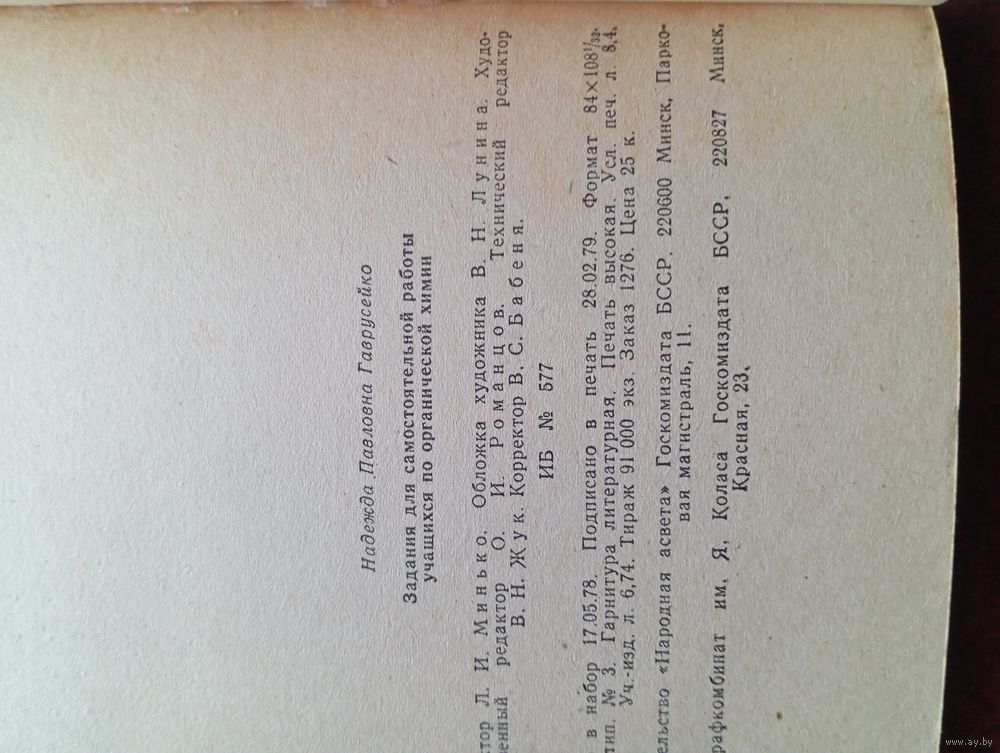 Надежда Павловна Гаврусейко
Задания для самостоятельной работы
учащихся по органической химии
ктор Л. И. Минько. Обложка художника В. Н. Лунина. Худо-
венный редактор О. И. Романцов. Технический редактор
В. Н. Жук. Корректор В. С. Бабеня.
ИБ № 577
в набор 17.05.78. Подписано в печать 28.02.79. Формат 84×108¹/₃₂.
тип. № 3. Гарнитура литературная. Печать высокая. Усл. печ. л. 8,4.
Уч.-изд. л. 6,74. Тираж 91 000 экз. Заказ 1276. Цена 25 к.
ельство «Народная асвета» Госкомиздата БССР. 220600 Минск, Парко-
вая магистраль, 11.
рафкомбинат им. Я. Коласа Госкомиздата БССР. 220827 Минск,
Красная, 23.
www.ay.by